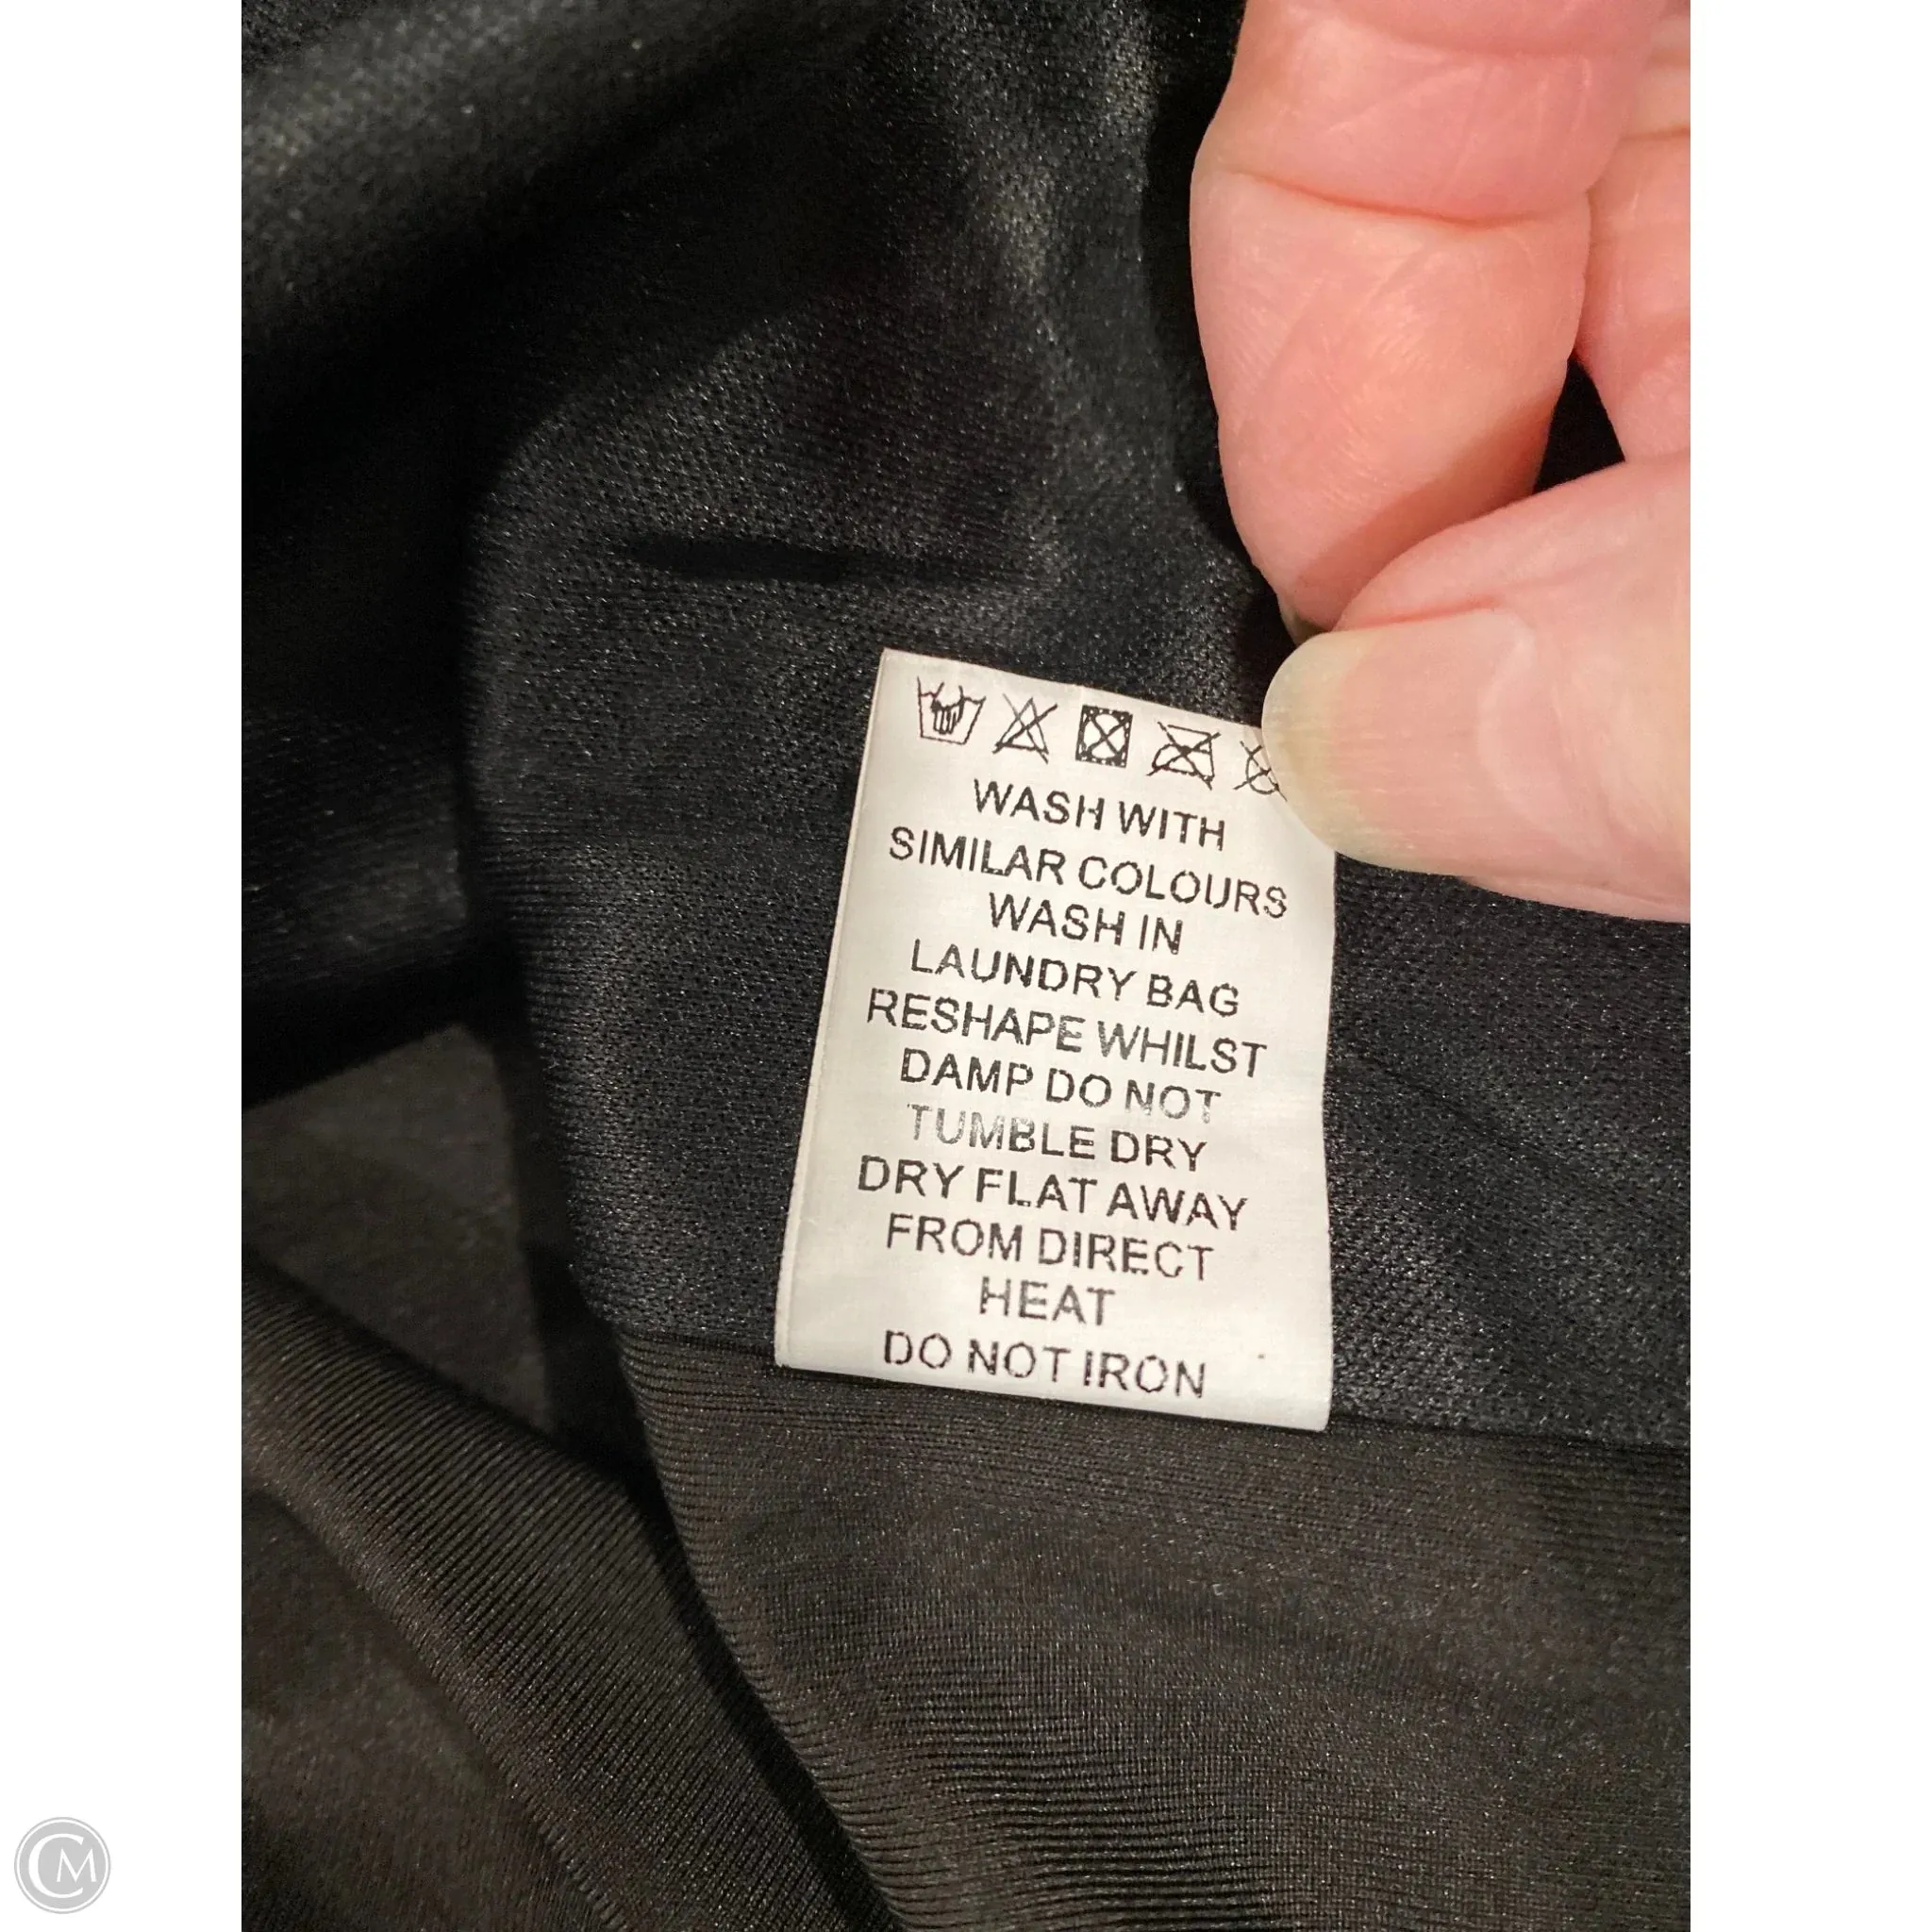 WASH WITH
SIMILAR COLOURS
WASH IN
LAUNDRY BAG
RESHAPE WHILST
DAMP DO NOT
TUMBLE DRY
DRY FLAT AWAY
FROM DIRECT
HEAT
DO NOT IRON
CM